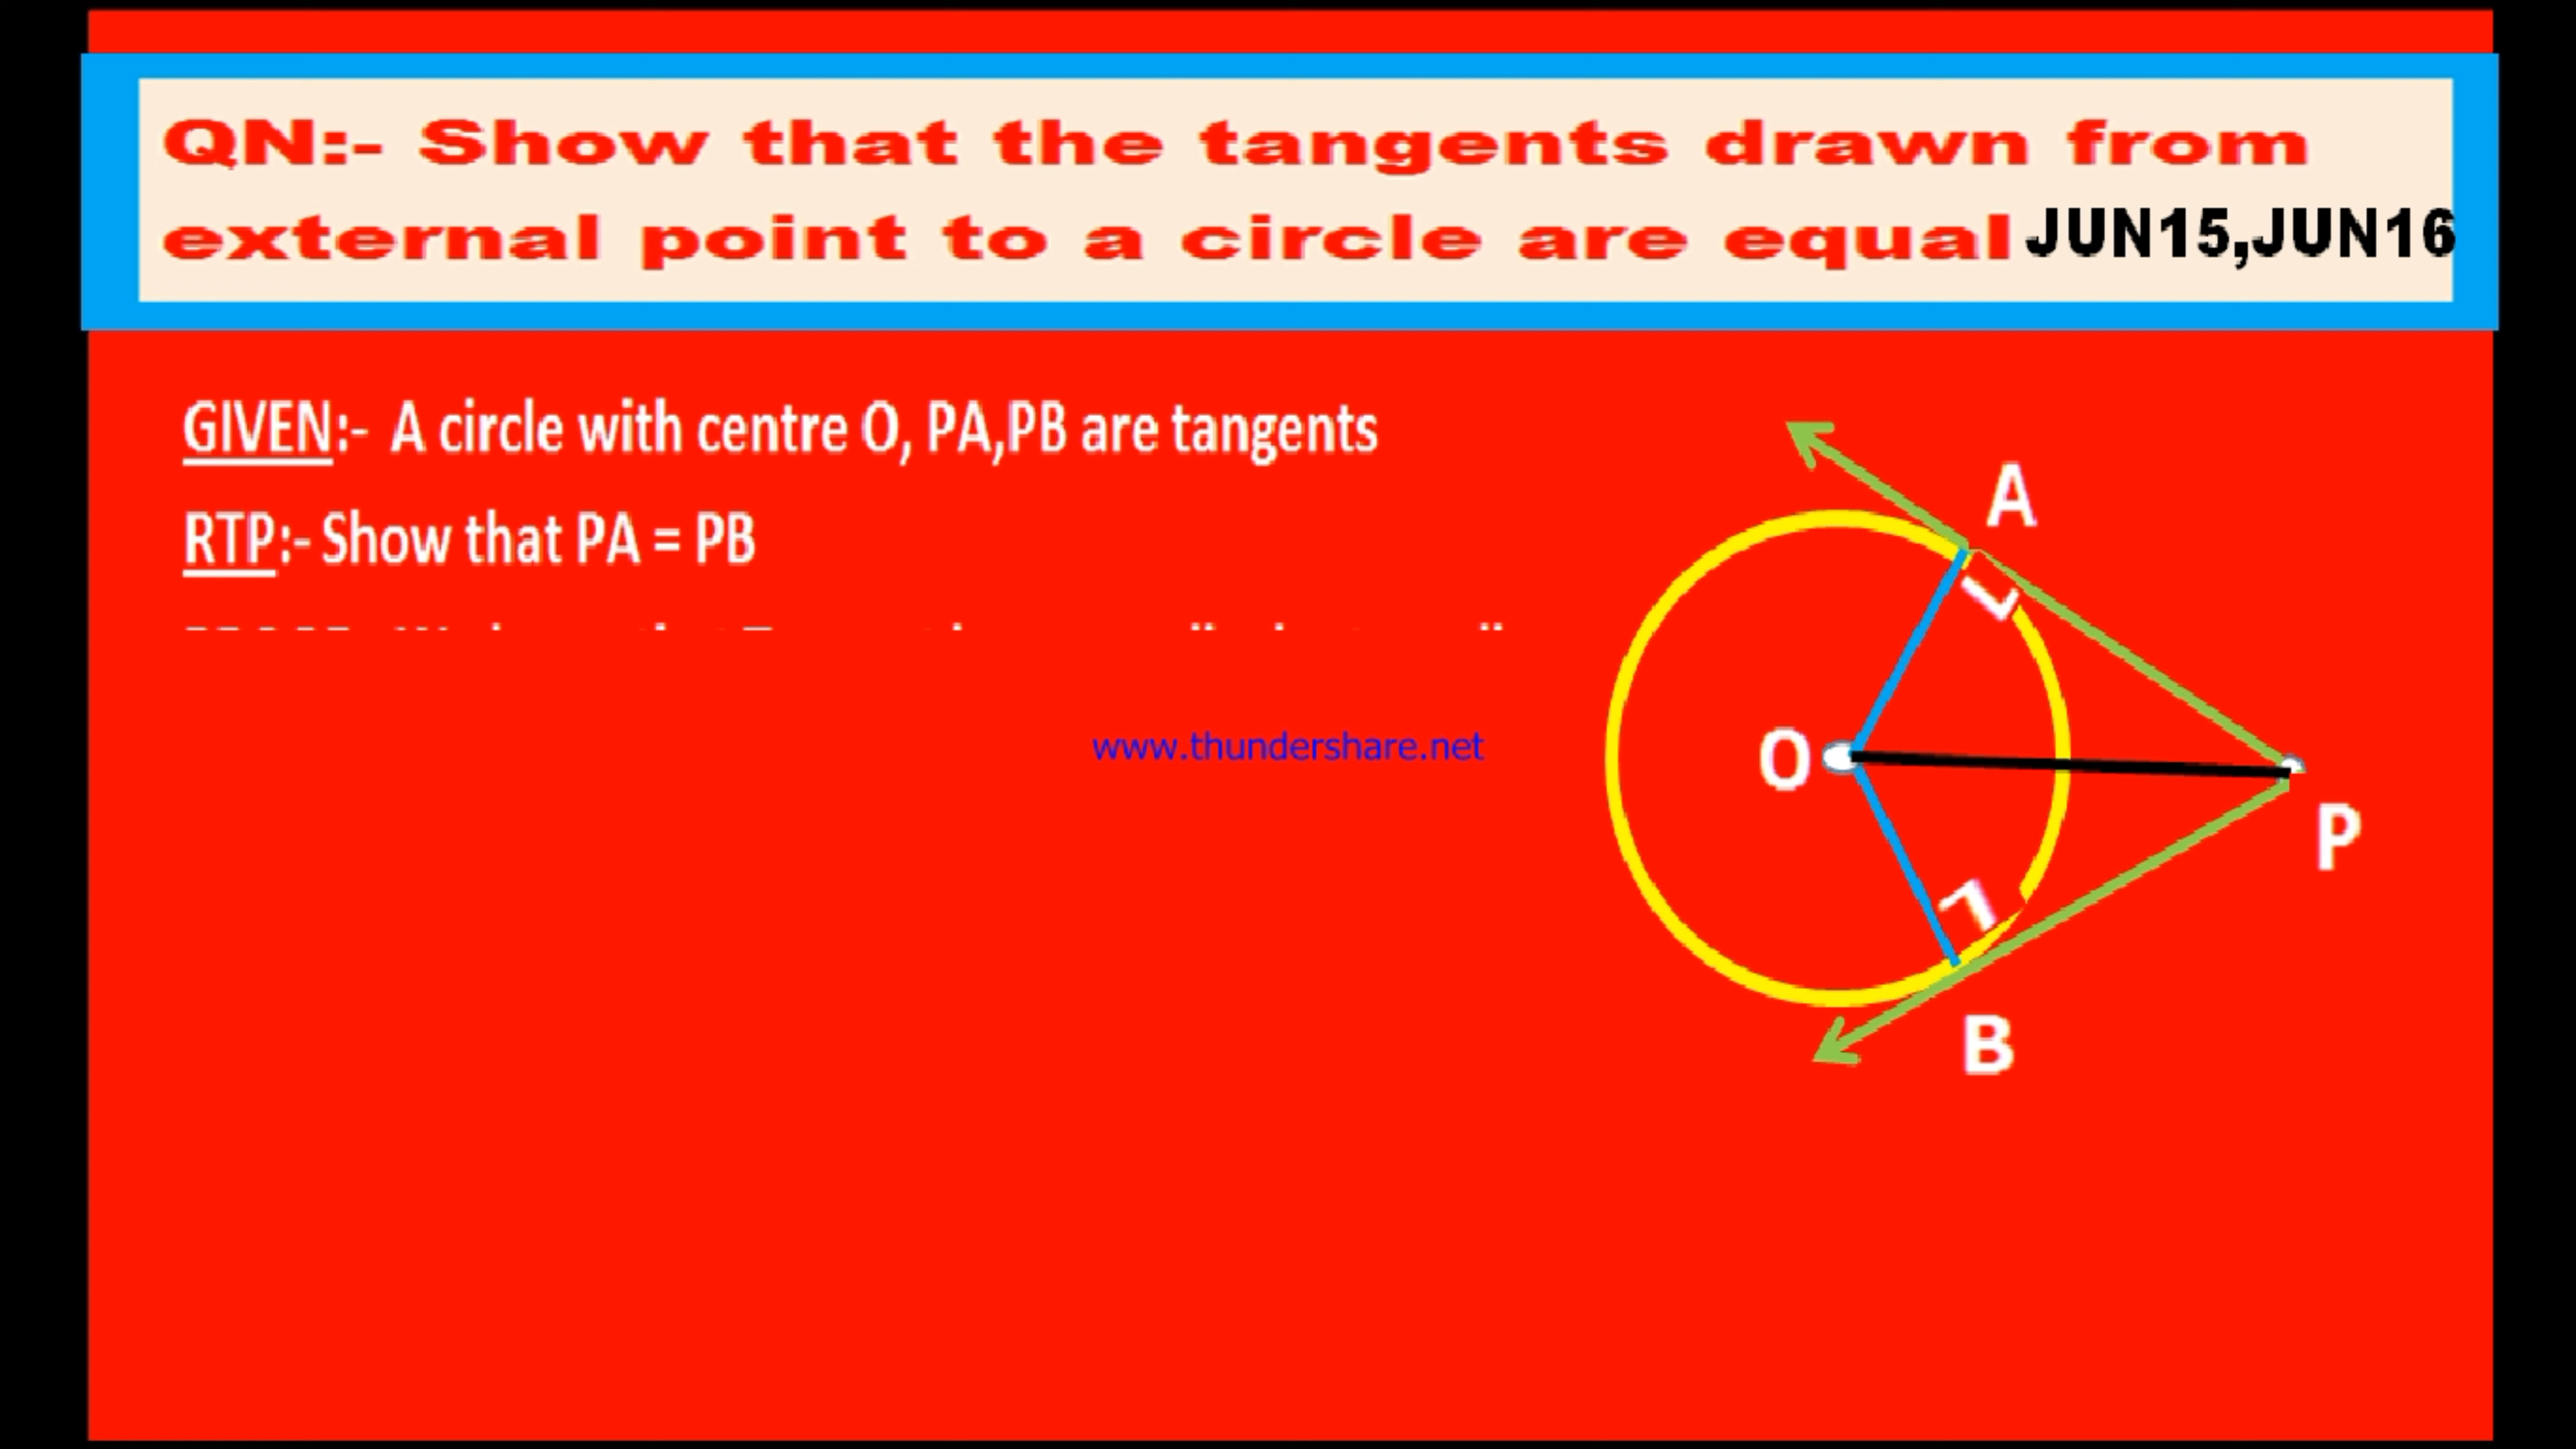 QN:- Show that the tangents drawn from
external point to a circle are equal JUN15,JUN16
GIVEN:- A circle with centre O, PA,PB are tangents
RTP:- Show that PA = PB
www.thundershare.net
A
O
P
B